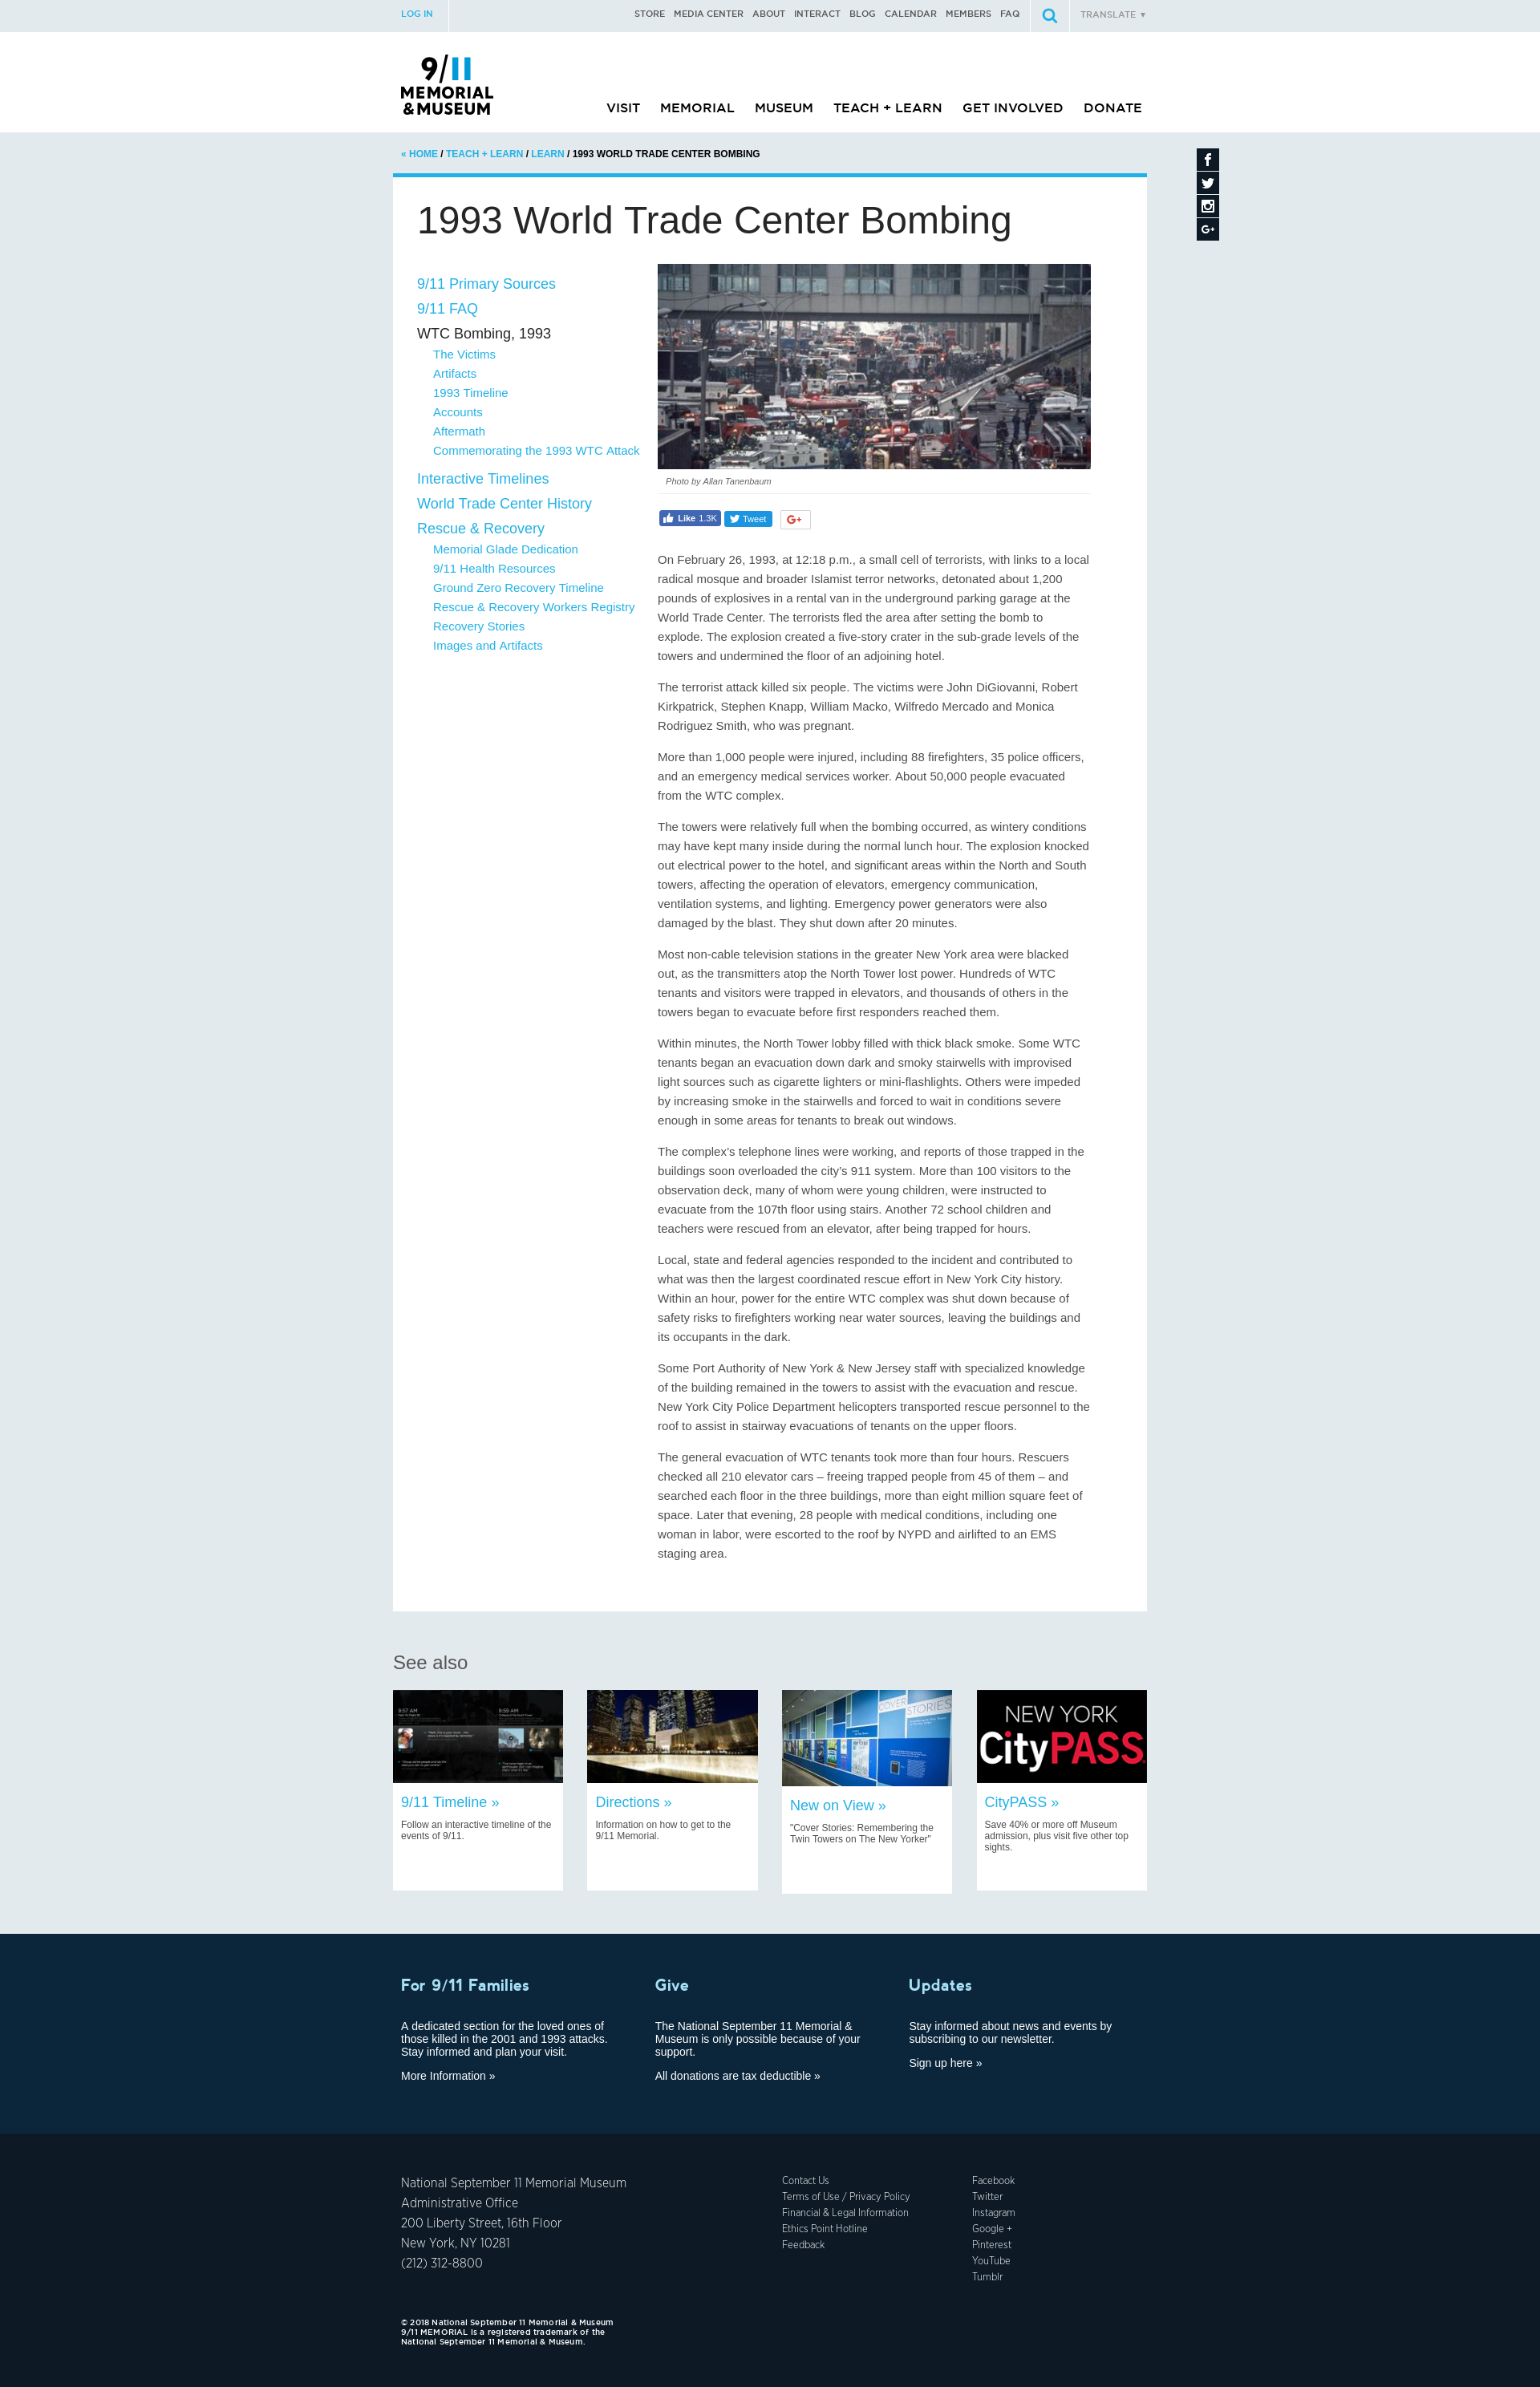 LOG IN
STORE MEDIA CENTER ABOUT INTERACT BLOG CALENDAR MEMBERS FAQ
TRANSLATE ▼
9/11
MEMORIAL
&MUSEUM
VISIT MEMORIAL MUSEUM TEACH + LEARN GET INVOLVED DONATE
« HOME / TEACH + LEARN / LEARN / 1993 WORLD TRADE CENTER BOMBING
1993 World Trade Center Bombing
9/11 Primary Sources
9/11 FAQ
WTC Bombing, 1993
The Victims
Artifacts
1993 Timeline
Accounts
Aftermath
Commemorating the 1993 WTC Attack
Interactive Timelines
World Trade Center History
Rescue & Recovery
Memorial Glade Dedication
9/11 Health Resources
Ground Zero Recovery Timeline
Rescue & Recovery Workers Registry
Recovery Stories
Images and Artifacts
Photo by Allan Tanenbaum
Like 1.3K Tweet G+
On February 26, 1993, at 12:18 p.m., a small cell of terrorists, with links to a local
radical mosque and broader Islamist terror networks, detonated about 1,200
pounds of explosives in a rental van in the underground parking garage at the
World Trade Center. The terrorists fled the area after setting the bomb to
explode. The explosion created a five-story crater in the sub-grade levels of the
towers and undermined the floor of an adjoining hotel.
The terrorist attack killed six people. The victims were John DiGiovanni, Robert
Kirkpatrick, Stephen Knapp, William Macko, Wilfredo Mercado and Monica
Rodriguez Smith, who was pregnant.
More than 1,000 people were injured, including 88 firefighters, 35 police officers,
and an emergency medical services worker. About 50,000 people evacuated
from the WTC complex.
The towers were relatively full when the bombing occurred, as wintery conditions
may have kept many inside during the normal lunch hour. The explosion knocked
out electrical power to the hotel, and significant areas within the North and South
towers, affecting the operation of elevators, emergency communication,
ventilation systems, and lighting. Emergency power generators were also
damaged by the blast. They shut down after 20 minutes.
Most non-cable television stations in the greater New York area were blacked
out, as the transmitters atop the North Tower lost power. Hundreds of WTC
tenants and visitors were trapped in elevators, and thousands of others in the
towers began to evacuate before first responders reached them.
Within minutes, the North Tower lobby filled with thick black smoke. Some WTC
tenants began an evacuation down dark and smoky stairwells with improvised
light sources such as cigarette lighters or mini-flashlights. Others were impeded
by increasing smoke in the stairwells and forced to wait in conditions severe
enough in some areas for tenants to break out windows.
The complex's telephone lines were working, and reports of those trapped in the
buildings soon overloaded the city's 911 system. More than 100 visitors to the
observation deck, many of whom were young children, were instructed to
evacuate from the 107th floor using stairs. Another 72 school children and
teachers were rescued from an elevator, after being trapped for hours.
Local, state and federal agencies responded to the incident and contributed to
what was then the largest coordinated rescue effort in New York City history.
Within an hour, power for the entire WTC complex was shut down because of
safety risks to firefighters working near water sources, leaving the buildings and
its occupants in the dark.
Some Port Authority of New York & New Jersey staff with specialized knowledge
of the building remained in the towers to assist with the evacuation and rescue.
New York City Police Department helicopters transported rescue personnel to the
roof to assist in stairway evacuations of tenants on the upper floors.
The general evacuation of WTC tenants took more than four hours. Rescuers
checked all 210 elevator cars – freeing trapped people from 45 of them – and
searched each floor in the three buildings, more than eight million square feet of
space. Later that evening, 28 people with medical conditions, including one
woman in labor, were escorted to the roof by NYPD and airlifted to an EMS
staging area.
See also
9:57 AM 9:59 AM
OVER STORIES
NEW YORK
CityPASS
9/11 Timeline »
Follow an interactive timeline of the
events of 9/11.
Directions »
Information on how to get to the
9/11 Memorial.
New on View »
"Cover Stories: Remembering the
Twin Towers on The New Yorker"
CityPASS »
Save 40% or more off Museum
admission, plus visit five other top
sights.
For 9/11 Families
A dedicated section for the loved ones of
those killed in the 2001 and 1993 attacks.
Stay informed and plan your visit.
More Information »
Give
The National September 11 Memorial &
Museum is only possible because of your
support.
All donations are tax deductible »
Updates
Stay informed about news and events by
subscribing to our newsletter.
Sign up here »
National September 11 Memorial Museum
Administrative Office
200 Liberty Street, 16th Floor
New York, NY 10281
(212) 312-8800
Contact Us
Terms of Use / Privacy Policy
Financial & Legal Information
Ethics Point Hotline
Feedback
Facebook
Twitter
Instagram
Google +
Pinterest
YouTube
Tumblr
© 2018 National September 11 Memorial & Museum
9/11 MEMORIAL is a registered trademark of the
National September 11 Memorial & Museum.